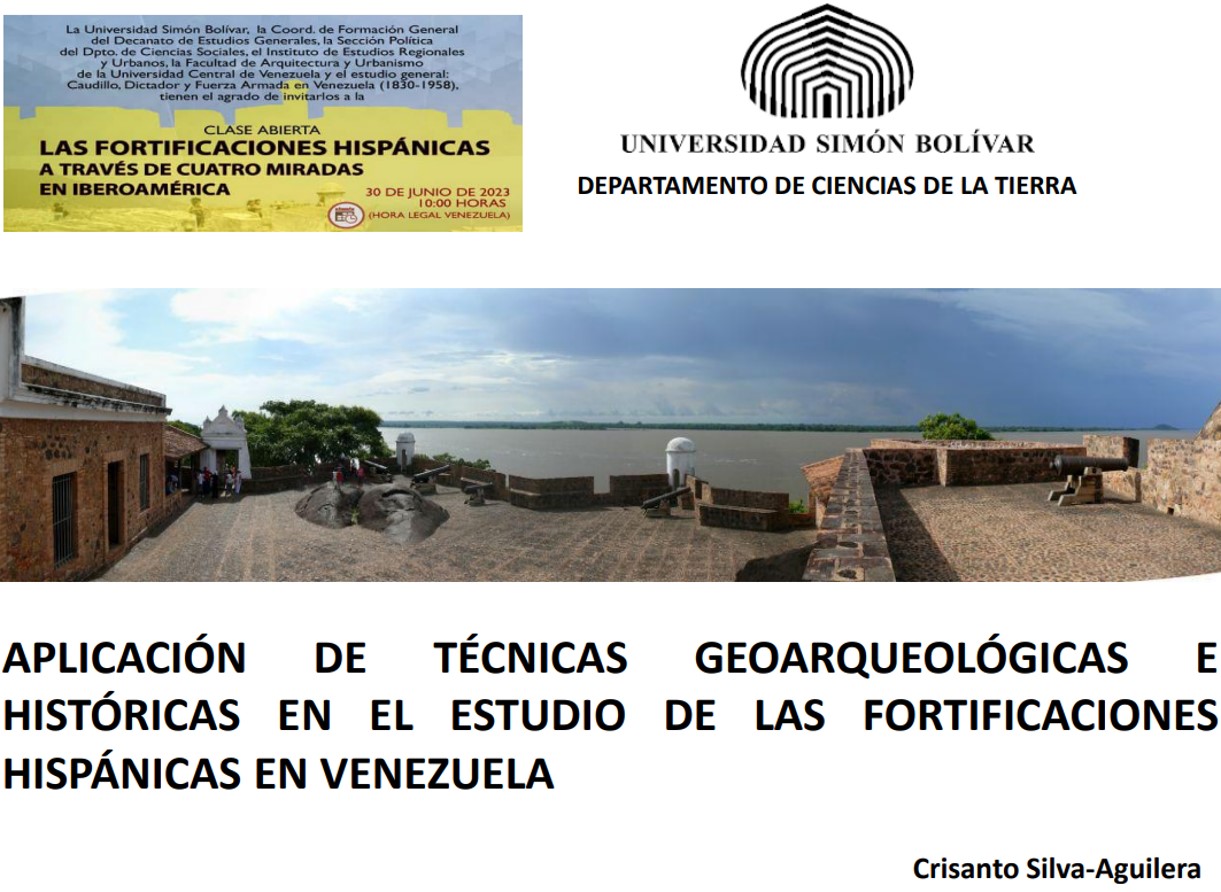 La Universidad Simón Bolívar, la Coord. de Formación General
del Decanato de Estudios Generales, la Sección Política
del Dpto. de Ciencias Sociales, el Instituto de Estudios Regionales
y Urbanos, la Facultad de Arquitectura y Urbanismo
de la Universidad Central de Venezuela y el estudio general:
Caudillo, Dictador y Fuerza Armada en Venezuela (1830-1958),
tienen el agrado de invitarlos a la
CLASE ABIERTA
LAS FORTIFICACIONES HISPÁNICAS
A TRAVÉS DE CUATRO MIRADAS
EN IBEROAMÉRICA
30 DE JUNIO DE 2023
10:00 HORAS
(HORA LEGAL VENEZUELA)
UNIVERSIDAD SIMÓN BOLÍVAR
DEPARTAMENTO DE CIENCIAS DE LA TIERRA
APLICACIÓN DE TÉCNICAS GEOARQUEOLÓGICAS E
HISTÓRICAS EN EL ESTUDIO DE LAS FORTIFICACIONES
HISPÁNICAS EN VENEZUELA
Crisanto Silva-Aguilera